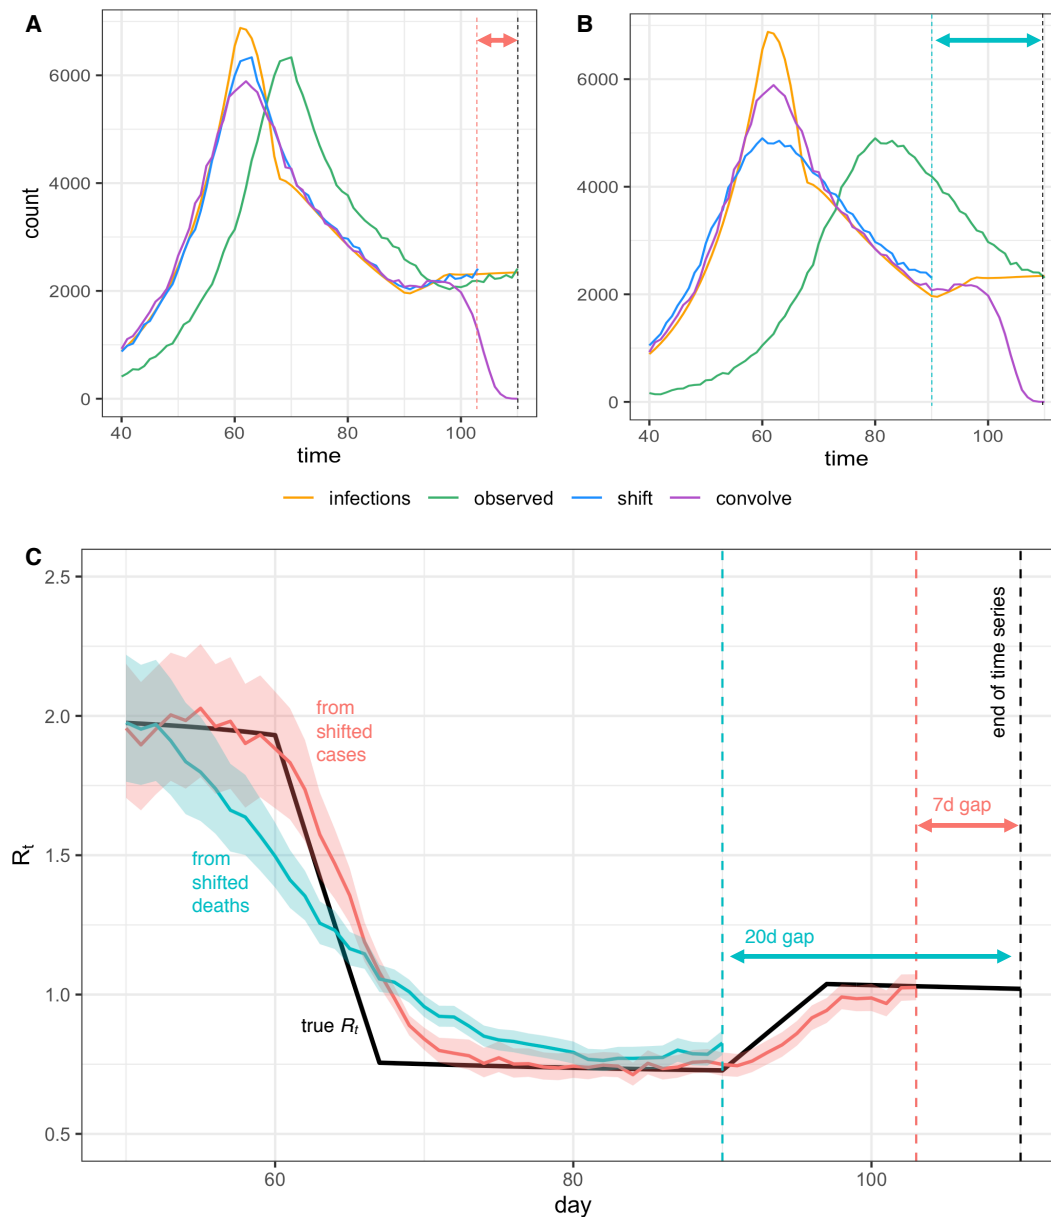 A
6000
4000
2000
0
count
40
60
80
100
time
B
6000
4000
2000
0
40
60
80
100
time
infections observed shift convolve
C
2.5
2.0
1.5
1.0
0.5
Rt
from
shifted
cases
from
shifted
deaths
true Rt
end of time series
7d gap
20d gap
60
80
100
day